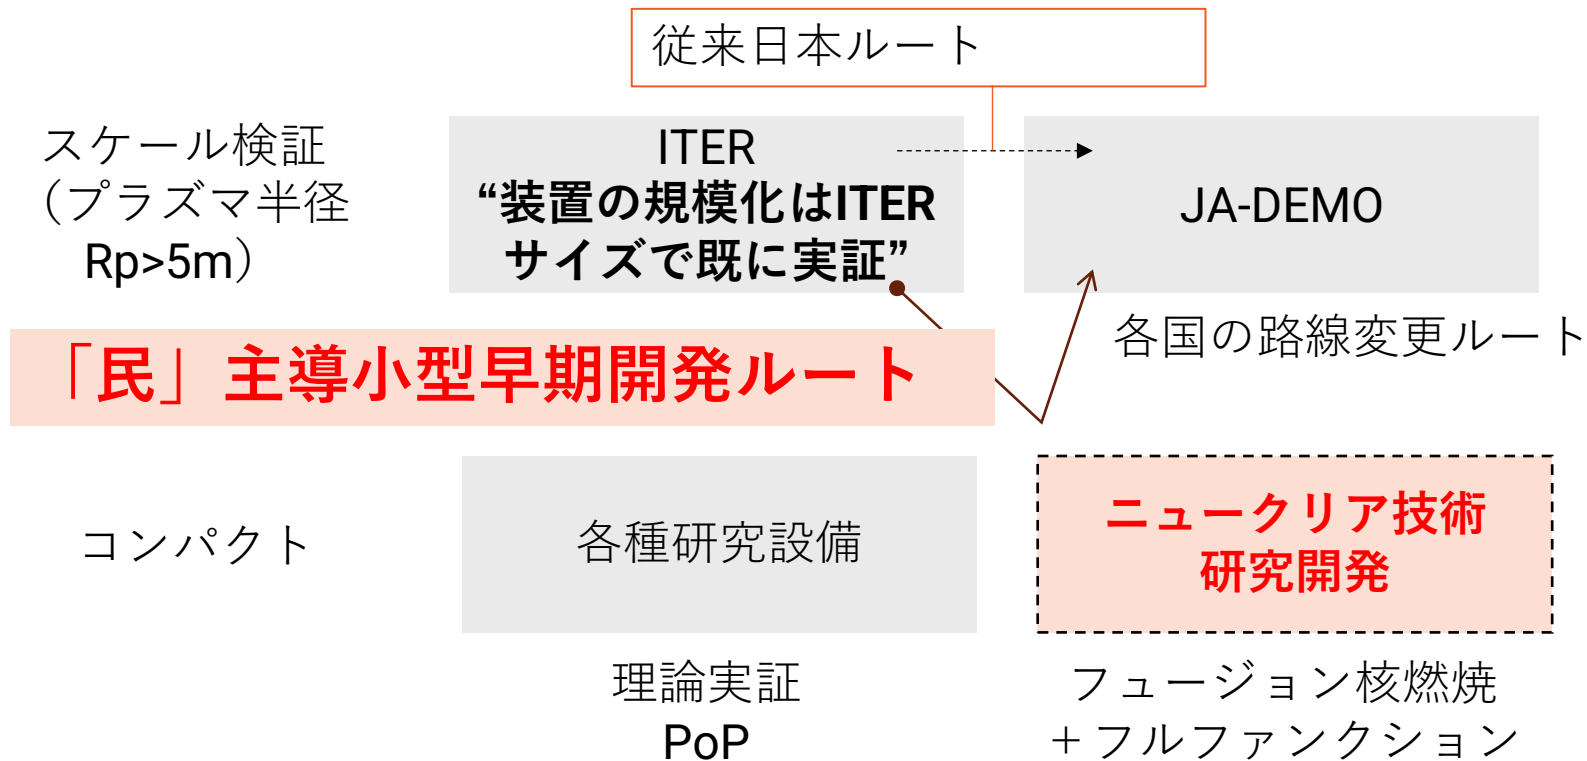 従来日本ルート
スケール検証
（プラズマ半径
Rp>5m）
ITER
“装置の規模化はITER
サイズで既に実証”
JA-DEMO
各国の路線変更ルート
「民」主導小型早期開発ルート
コンパクト
各種研究設備
ニュークリア技術
研究開発
理論実証
PoP
フュージョン核燃焼
＋フルファンクション